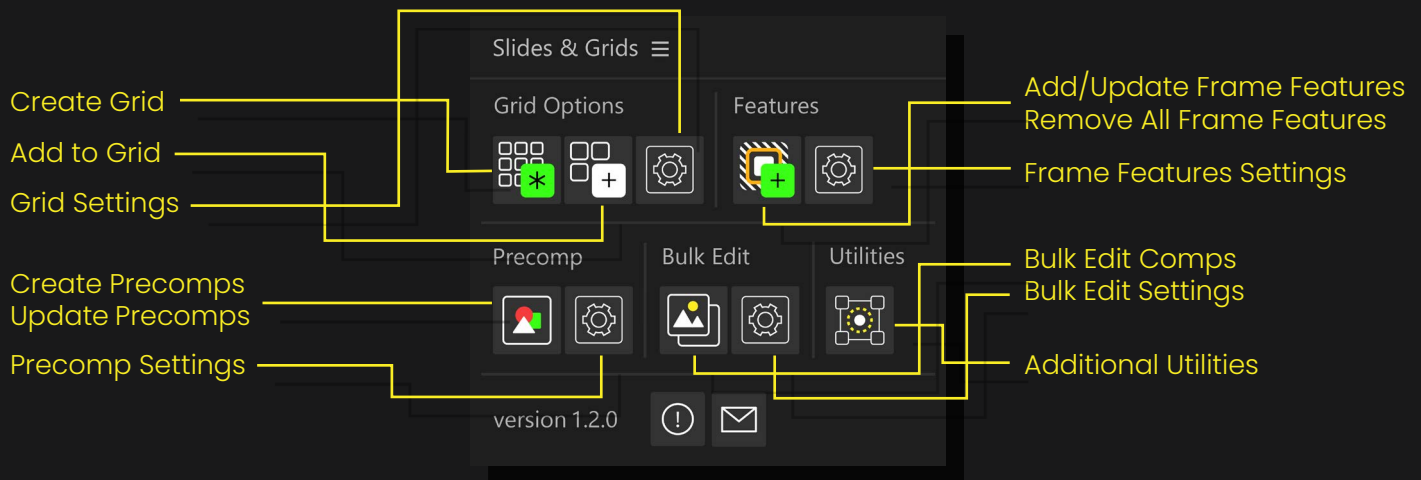 Slides & Grids
Create Grid
Add to Grid
Grid Settings
Create Precomps
Update Precomps
Precomp Settings
Grid Options
Features
Precomp
Bulk Edit
Utilities
version 1.2.0
Add/Update Frame Features
Remove All Frame Features
Frame Features Settings
Bulk Edit Comps
Bulk Edit Settings
Additional Utilities